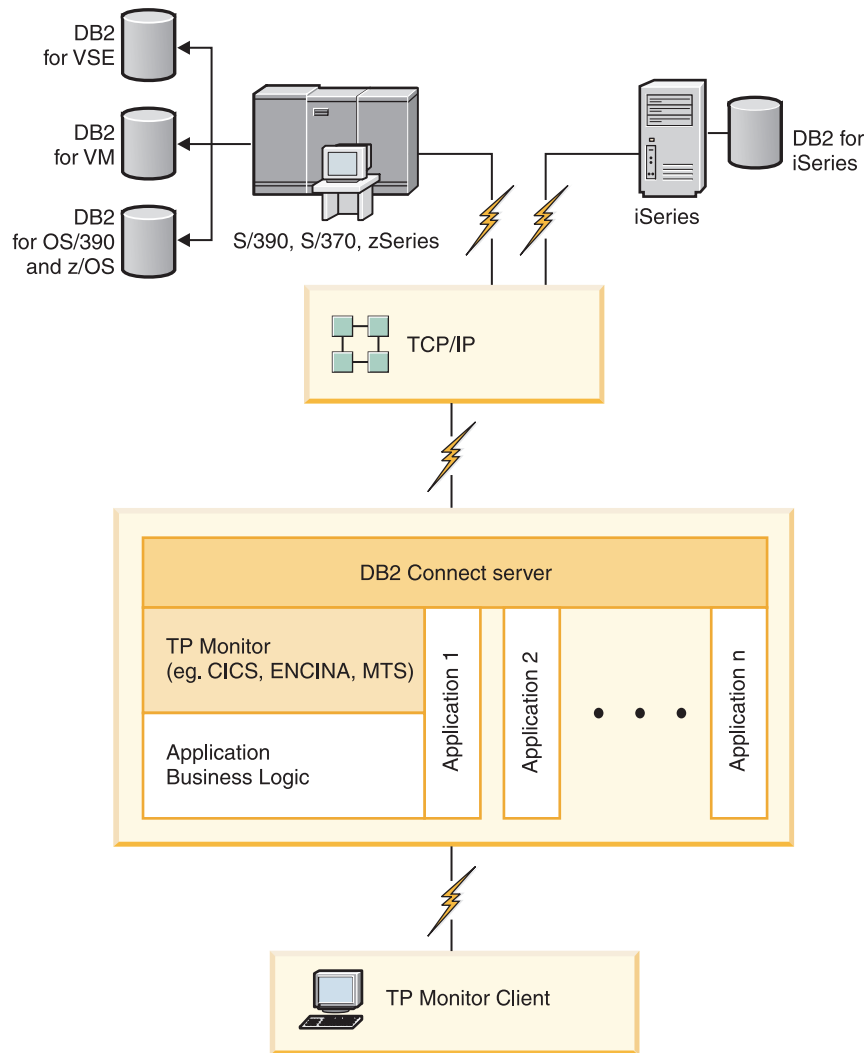 DB2
for VSE
DB2
for VM
DB2
for OS/390
and z/OS
S/390, S/370, zSeries
iSeries
DB2 for
iSeries
TCP/IP
DB2 Connect server
TP Monitor
(eg. CICS, ENCINA, MTS)
Application
Business Logic
Application 1
Application 2
Application n
TP Monitor Client